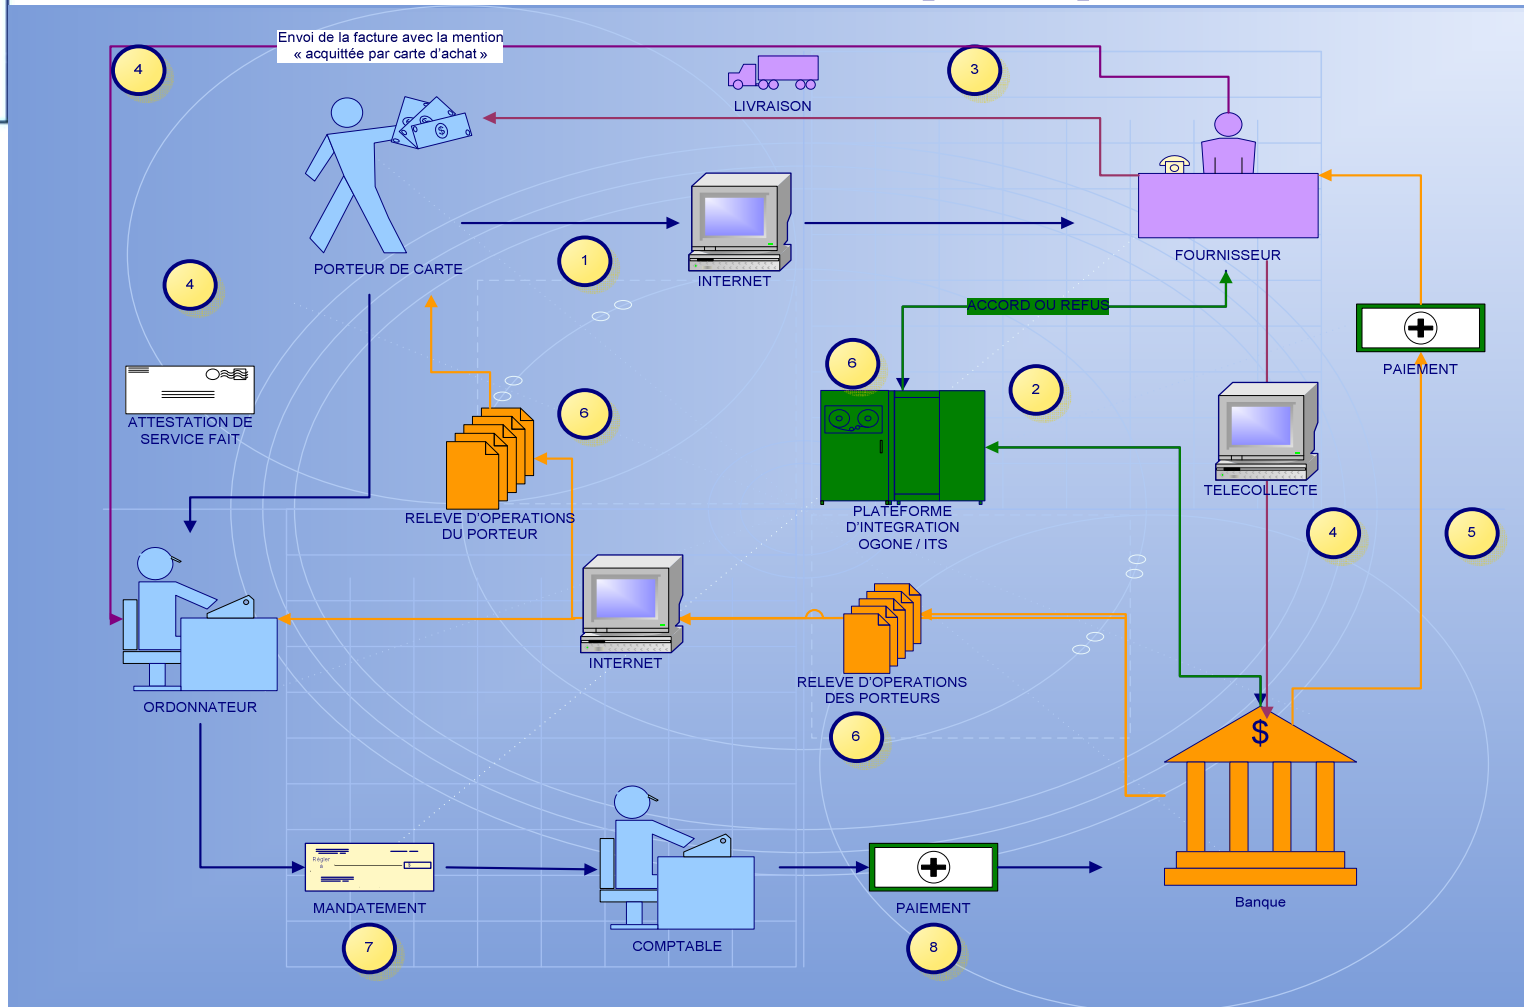 Envoi de la facture avec la mention
« acquittée par carte d'achat »
4
3
LIVRAISON
PORTEUR DE CARTE
1
INTERNET
FOURNISSEUR
4
ACCORD OU REFUS
6
2
PAIEMENT
ATTESTATION DE
SERVICE FAIT
6
RELEVE D'OPERATIONS
DU PORTEUR
PLATEFORME
D'INTEGRATION
OGONE / ITS
TELECOLLECTE
4
5
INTERNET
ORDONNATEUR
RELEVE D'OPERATIONS
DES PORTEURS
6
$
Banque
Régler
à
MANDATEMENT
7
COMPTABLE
PAIEMENT
8